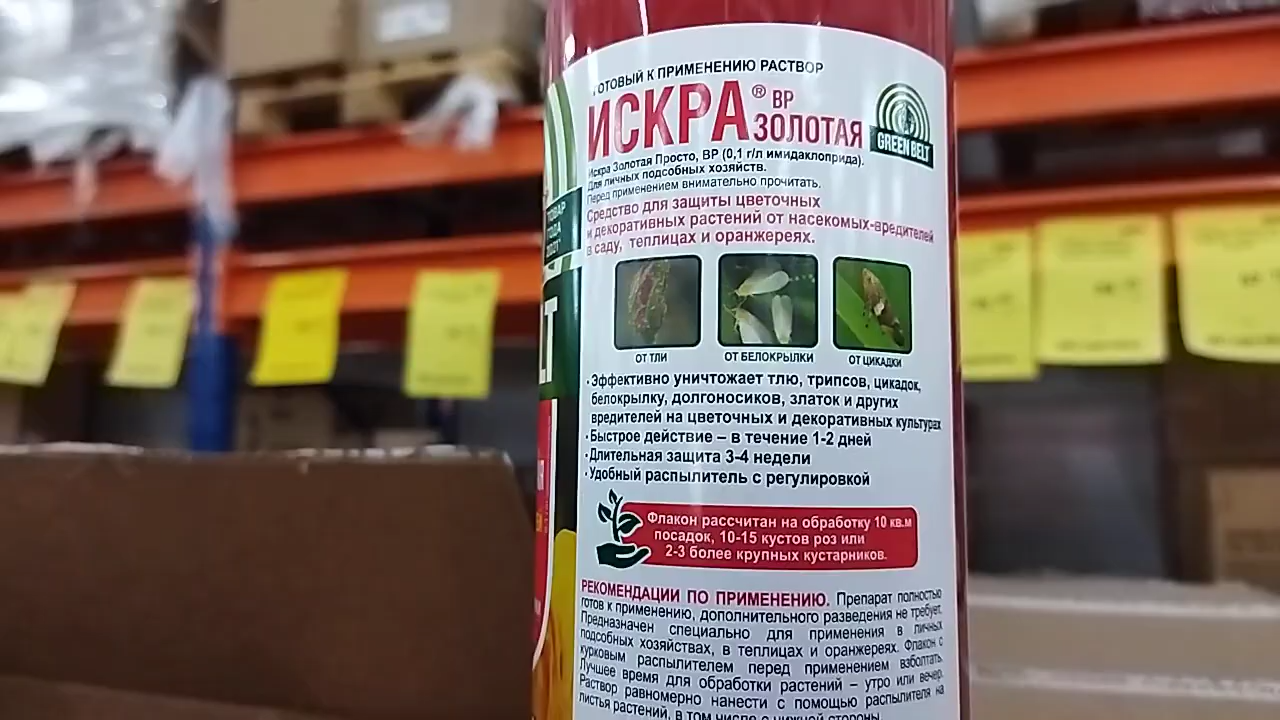 ГОТОВЫЙ К ПРИМЕНЕНИЮ РАСТВОР
ИСКРА® ВР
ЗОЛОТАЯ
GREEN BELT
Искра Золотая Просто, ВР (0,1 г/л имидаклоприда).
Для личных подсобных хозяйств.
Перед применением внимательно прочитать.
Средство для защиты цветочных
и декоративных растений от насекомых-вредителей
в саду, теплицах и оранжереях.
ОТ ТЛИ
ОТ БЕЛОКРЫЛКИ
ОТ ЦИКАДКИ
· Эффективно уничтожает тлю, трипсов, цикадок,
белокрылку, долгоносиков, златок и других
вредителей на цветочных и декоративных культурах
· Быстрое действие – в течение 1-2 дней
· Длительная защита 3-4 недели
· Удобный распылитель с регулировкой
Флакон рассчитан на обработку 10 кв.м
посадок, 10-15 кустов роз или
2-3 более крупных кустарников.
РЕКОМЕНДАЦИИ ПО ПРИМЕНЕНИЮ. Препарат полностью
готов к применению, дополнительного разведения не требует.
Предназначен специально для применения в личных
подсобных хозяйствах, в теплицах и оранжереях. Флакон с
курковым распылителем перед применением взболтать.
Лучшее время для обработки растений – утро или вечер.
Раствор равномерно нанести с помощью распылителя на
листья растений, в том числе с нижней стороны.
ТОВАР
ГОДА
2021
LT